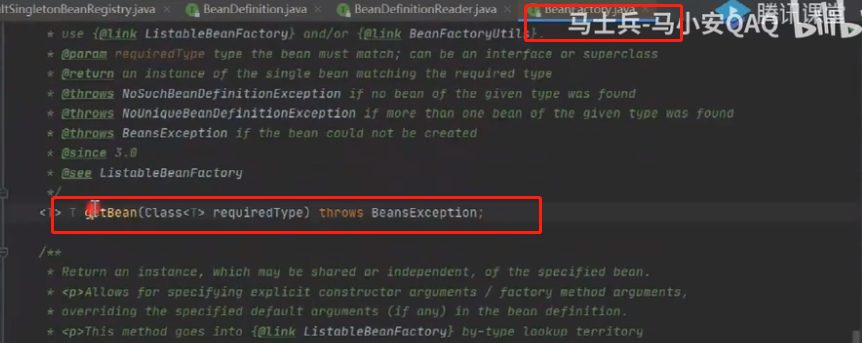 ltSingletonBeanRegistry.java BeanDefinition.java BeanDefinitionReader.java BeanFactory.java
马士兵-马小安QAQ 腾讯课堂 bilibili
* use {@link ListableBeanFactory} and/or {@link BeanFactoryUtils}.
* @param requiredType type the bean must match; can be an interface or superclass
* @return an instance of the single bean matching the required type
* @throws NoSuchBeanDefinitionException if no bean of the given type was found
* @throws NoUniqueBeanDefinitionException if more than one bean of the given type was found
* @throws BeansException if the bean could not be created
* @since 3.0
* @see ListableBeanFactory
*/
<T> T getBean(Class<T> requiredType) throws BeansException;
/**
* Return an instance, which may be shared or independent, of the specified bean.
* <p>Allows for specifying explicit constructor arguments / factory method arguments,
* overriding the specified default arguments (if any) in the bean definition.
* <p>This method goes into {@link ListableBeanFactory} by-type lookup territory